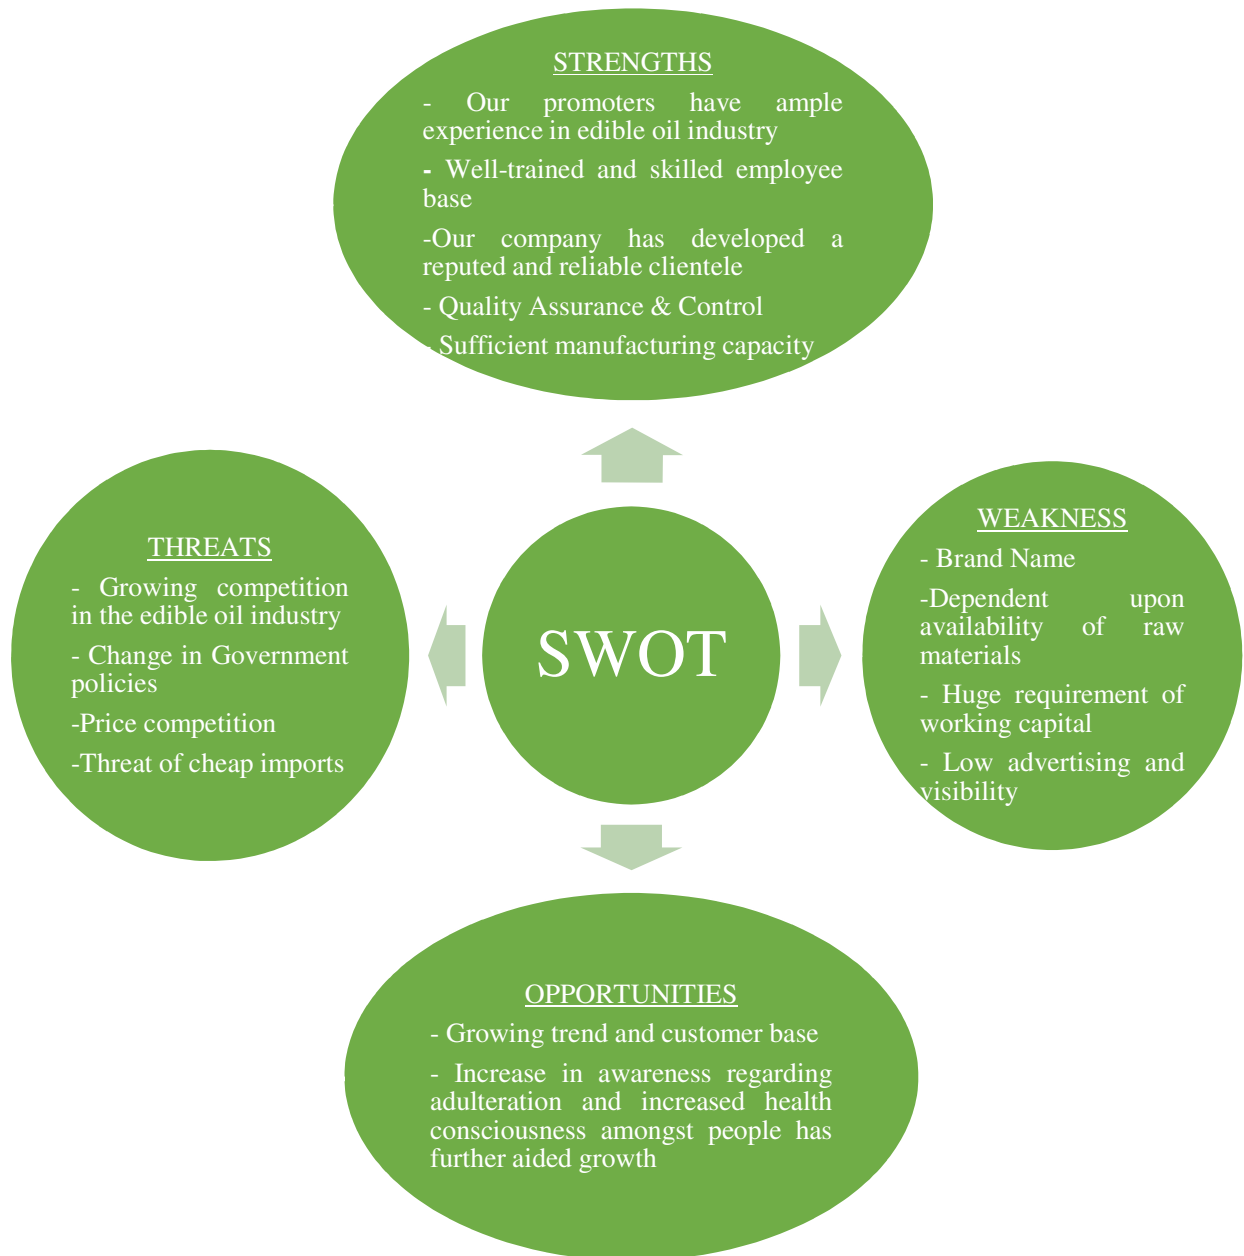 STRENGTHS
- Our promoters have ample
experience in edible oil industry
- Well-trained and skilled employee
base
-Our company has developed a
reputed and reliable clientele
- Quality Assurance & Control
- Sufficient manufacturing capacity
THREATS
- Growing competition
in the edible oil industry
- Change in Government
policies
-Price competition
-Threat of cheap imports
SWOT
WEAKNESS
- Brand Name
-Dependent upon
availability of raw
materials
- Huge requirement of
working capital
- Low advertising and
visibility
OPPORTUNITIES
- Growing trend and customer base
- Increase in awareness regarding
adulteration and increased health
consciousness amongst people has
further aided growth